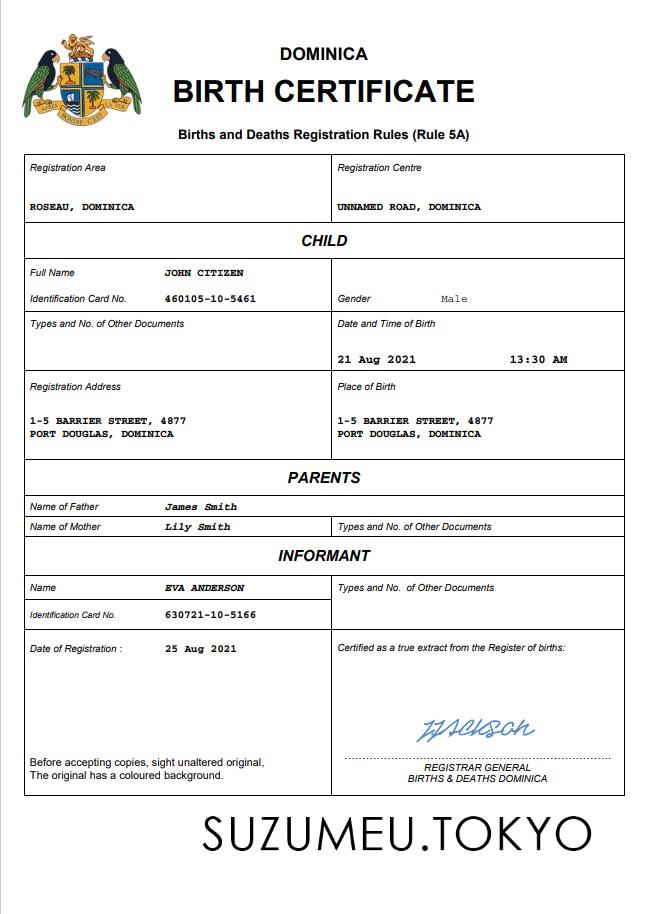 DOMINICA
BIRTH CERTIFICATE
Births and Deaths Registration Rules (Rule 5A)
APRÈS BONDIE C'EST LA TER
Registration Area
Registration Centre
ROSEAU, DOMINICA
UNNAMED ROAD, DOMINICA
CHILD
Full Name JOHN CITIZEN
Identification Card No. 460105-10-5461
Gender Male
Types and No. of Other Documents
Date and Time of Birth
21 Aug 2021 13:30 AM
Registration Address
1-5 BARRIER STREET, 4877
PORT DOUGLAS, DOMINICA
Place of Birth
1-5 BARRIER STREET, 4877
PORT DOUGLAS, DOMINICA
PARENTS
Name of Father James Smith
Name of Mother Lily Smith
Types and No. of Other Documents
INFORMANT
Name EVA ANDERSON
Types and No. of Other Documents
Identification Card No. 630721-10-5166
Date of Registration : 25 Aug 2021
Certified as a true extract from the Register of births:
Before accepting copies, sight unaltered original,
The original has a coloured background.
REGISTRAR GENERAL
BIRTHS & DEATHS DOMINICA
SUZUMEU.TOKYO